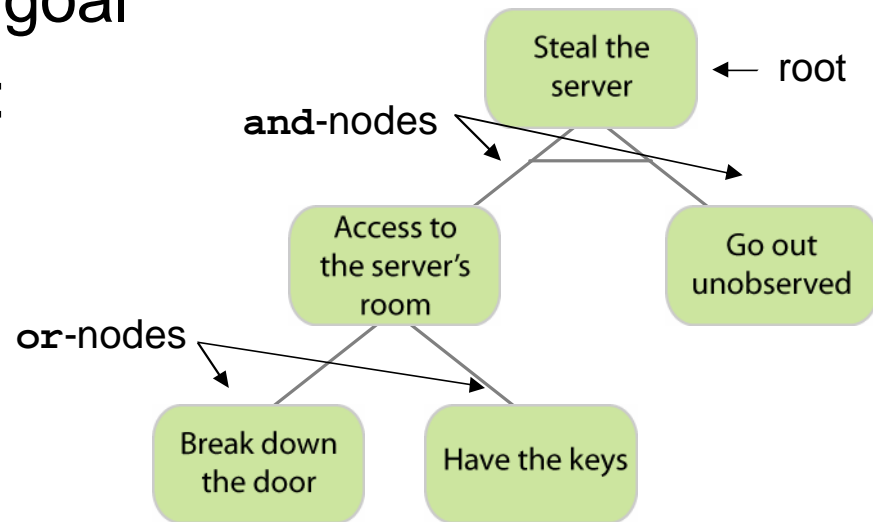 goal
:
Steal the
server
root
and-nodes
Access to
the server's
room
Go out
unobserved
or-nodes
Break down
the door
Have the keys